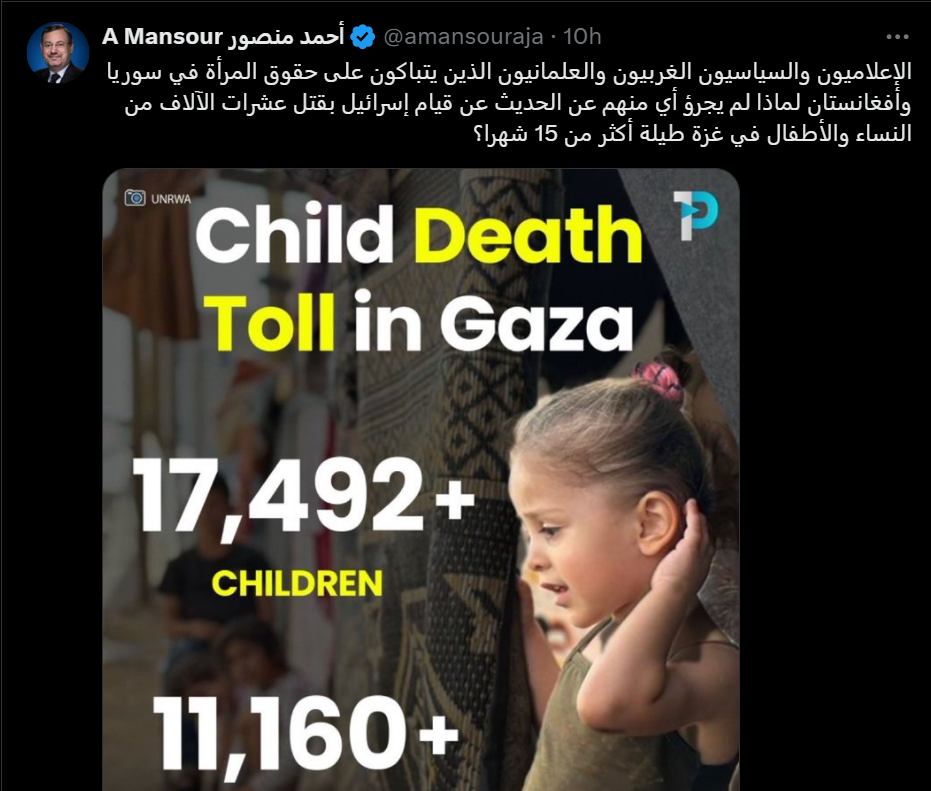 A Mansour أحمد منصور @amansouraja · 10h
الإعلاميون والسياسيون الغربيون والعلمانيون الذين يتباكون على حقوق المرأة في سوريا
وأفغانستان لماذا لم يجرؤ أي منهم عن الحديث عن قيام إسرائيل بقتل عشرات الآلاف من
النساء والأطفال في غزة طيلة أكثر من 15 شهرا؟
UNRWA
Child Death
Toll in Gaza
17,492+
CHILDREN
11,160+